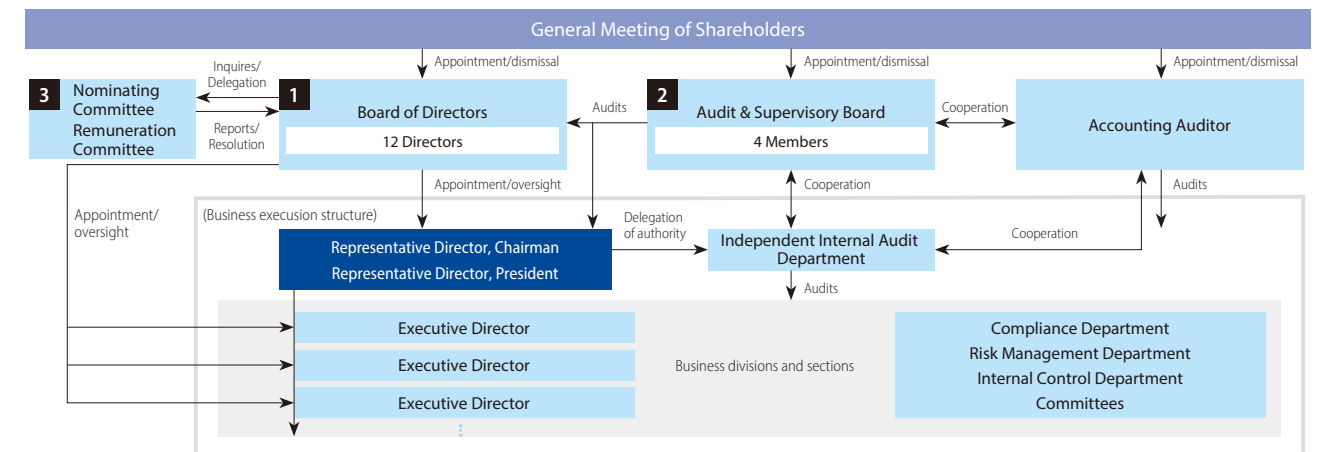 General Meeting of Shareholders
Appointment/dismissal
Appointment/dismissal
Appointment/dismissal
Inquires/
Delegation
Reports/
Resolution
3
Nominating
Committee
Remuneration
Committee
1
Board of Directors
12 Directors
Audits
2
Audit & Supervisory Board
4 Members
Cooperation
Accounting Auditor
Appointment/oversight
Cooperation
Audits
Appointment/
oversight
(Business execution structure)
Representative Director, Chairman
Representative Director, President
Delegation
of authority
Independent Internal Audit
Department
Cooperation
Audits
Executive Director
Executive Director
Executive Director
Business divisions and sections
Compliance Department
Risk Management Department
Internal Control Department
Committees